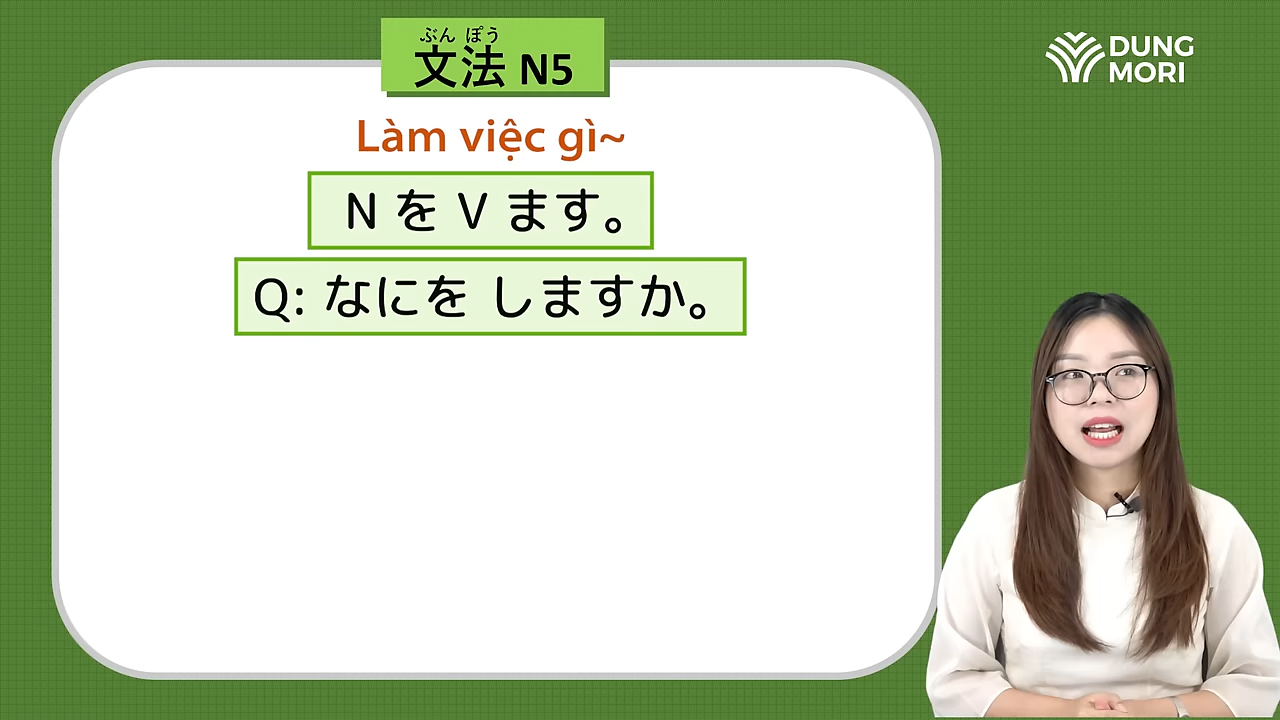 ぶん ぽう
文法 N5
DUNG
MORI
Làm việc gì~
N を V ます。
Q: なにを しますか。